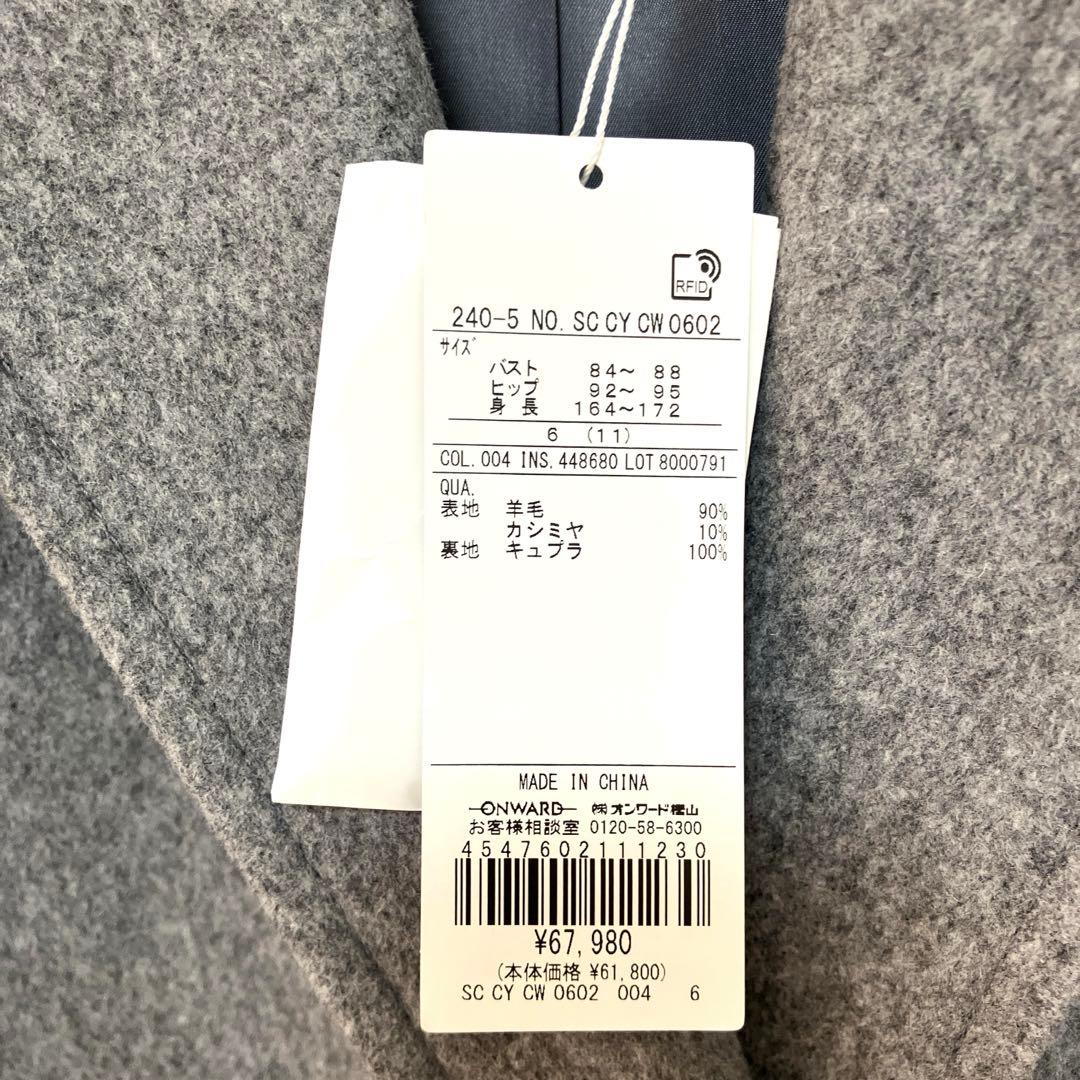 RFID
240-5 NO. SC CY CW 0602
サイズ
バスト 84～ 88
ヒップ 92～ 95
身長 164～172
6 (11)
COL. 004 INS. 448680 LOT 8000791
QUA.
表地 羊毛 90%
カシミヤ 10%
裏地 キュプラ 100%
MADE IN CHINA
ONWARD ㈱オンワード樫山
お客様相談室 0120-58-6300
4547602111230
¥67,980
(本体価格 ¥61,800)
SC CY CW 0602 004 6